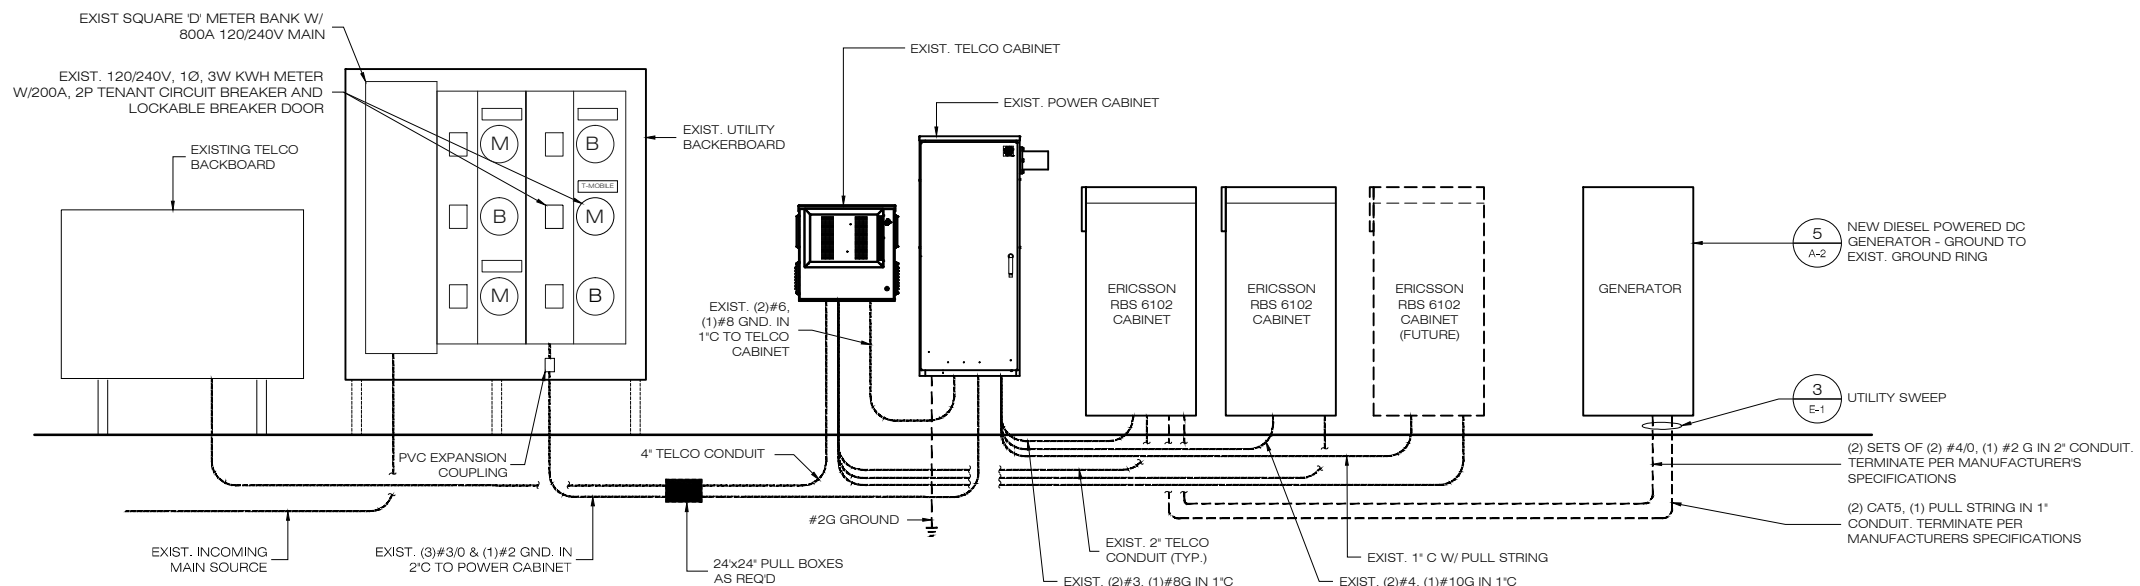 EXIST SQUARE 'D' METER BANK W/
800A 120/240V MAIN
EXIST. 120/240V, 1Ø, 3W KWH METER
W/200A, 2P TENANT CIRCUIT BREAKER AND
LOCKABLE BREAKER DOOR
EXISTING TELCO
BACKBOARD
M
B
T-MOBILE
B
M
M
B
EXIST. UTILITY
BACKERBOARD
EXIST. TELCO CABINET
EXIST. POWER CABINET
EXIST. (2)#6,
(1)#8 GND. IN
1"C TO TELCO
CABINET
ERICSSON
RBS 6102
CABINET
ERICSSON
RBS 6102
CABINET
ERICSSON
RBS 6102
CABINET
(FUTURE)
GENERATOR
5
A-2
NEW DIESEL POWERED DC
GENERATOR - GROUND TO
EXIST. GROUND RING
3
E-1
UTILITY SWEEP
(2) SETS OF (2) #4/0, (1) #2 G IN 2" CONDUIT.
TERMINATE PER MANUFACTURER'S
SPECIFICATIONS
(2) CAT5, (1) PULL STRING IN 1"
CONDUIT. TERMINATE PER
MANUFACTURERS SPECIFICATIONS
PVC EXPANSION
COUPLING
4" TELCO CONDUIT
#2G GROUND
EXIST. INCOMING
MAIN SOURCE
EXIST. (3)#3/0 & (1)#2 GND. IN
2"C TO POWER CABINET
24"x24" PULL BOXES
AS REQ'D
EXIST. 2" TELCO
CONDUIT (TYP.)
EXIST. 1" C W/ PULL STRING
EXIST. (2)#3, (1)#8G IN 1"C
EXIST. (2)#4, (1)#10G IN 1"C